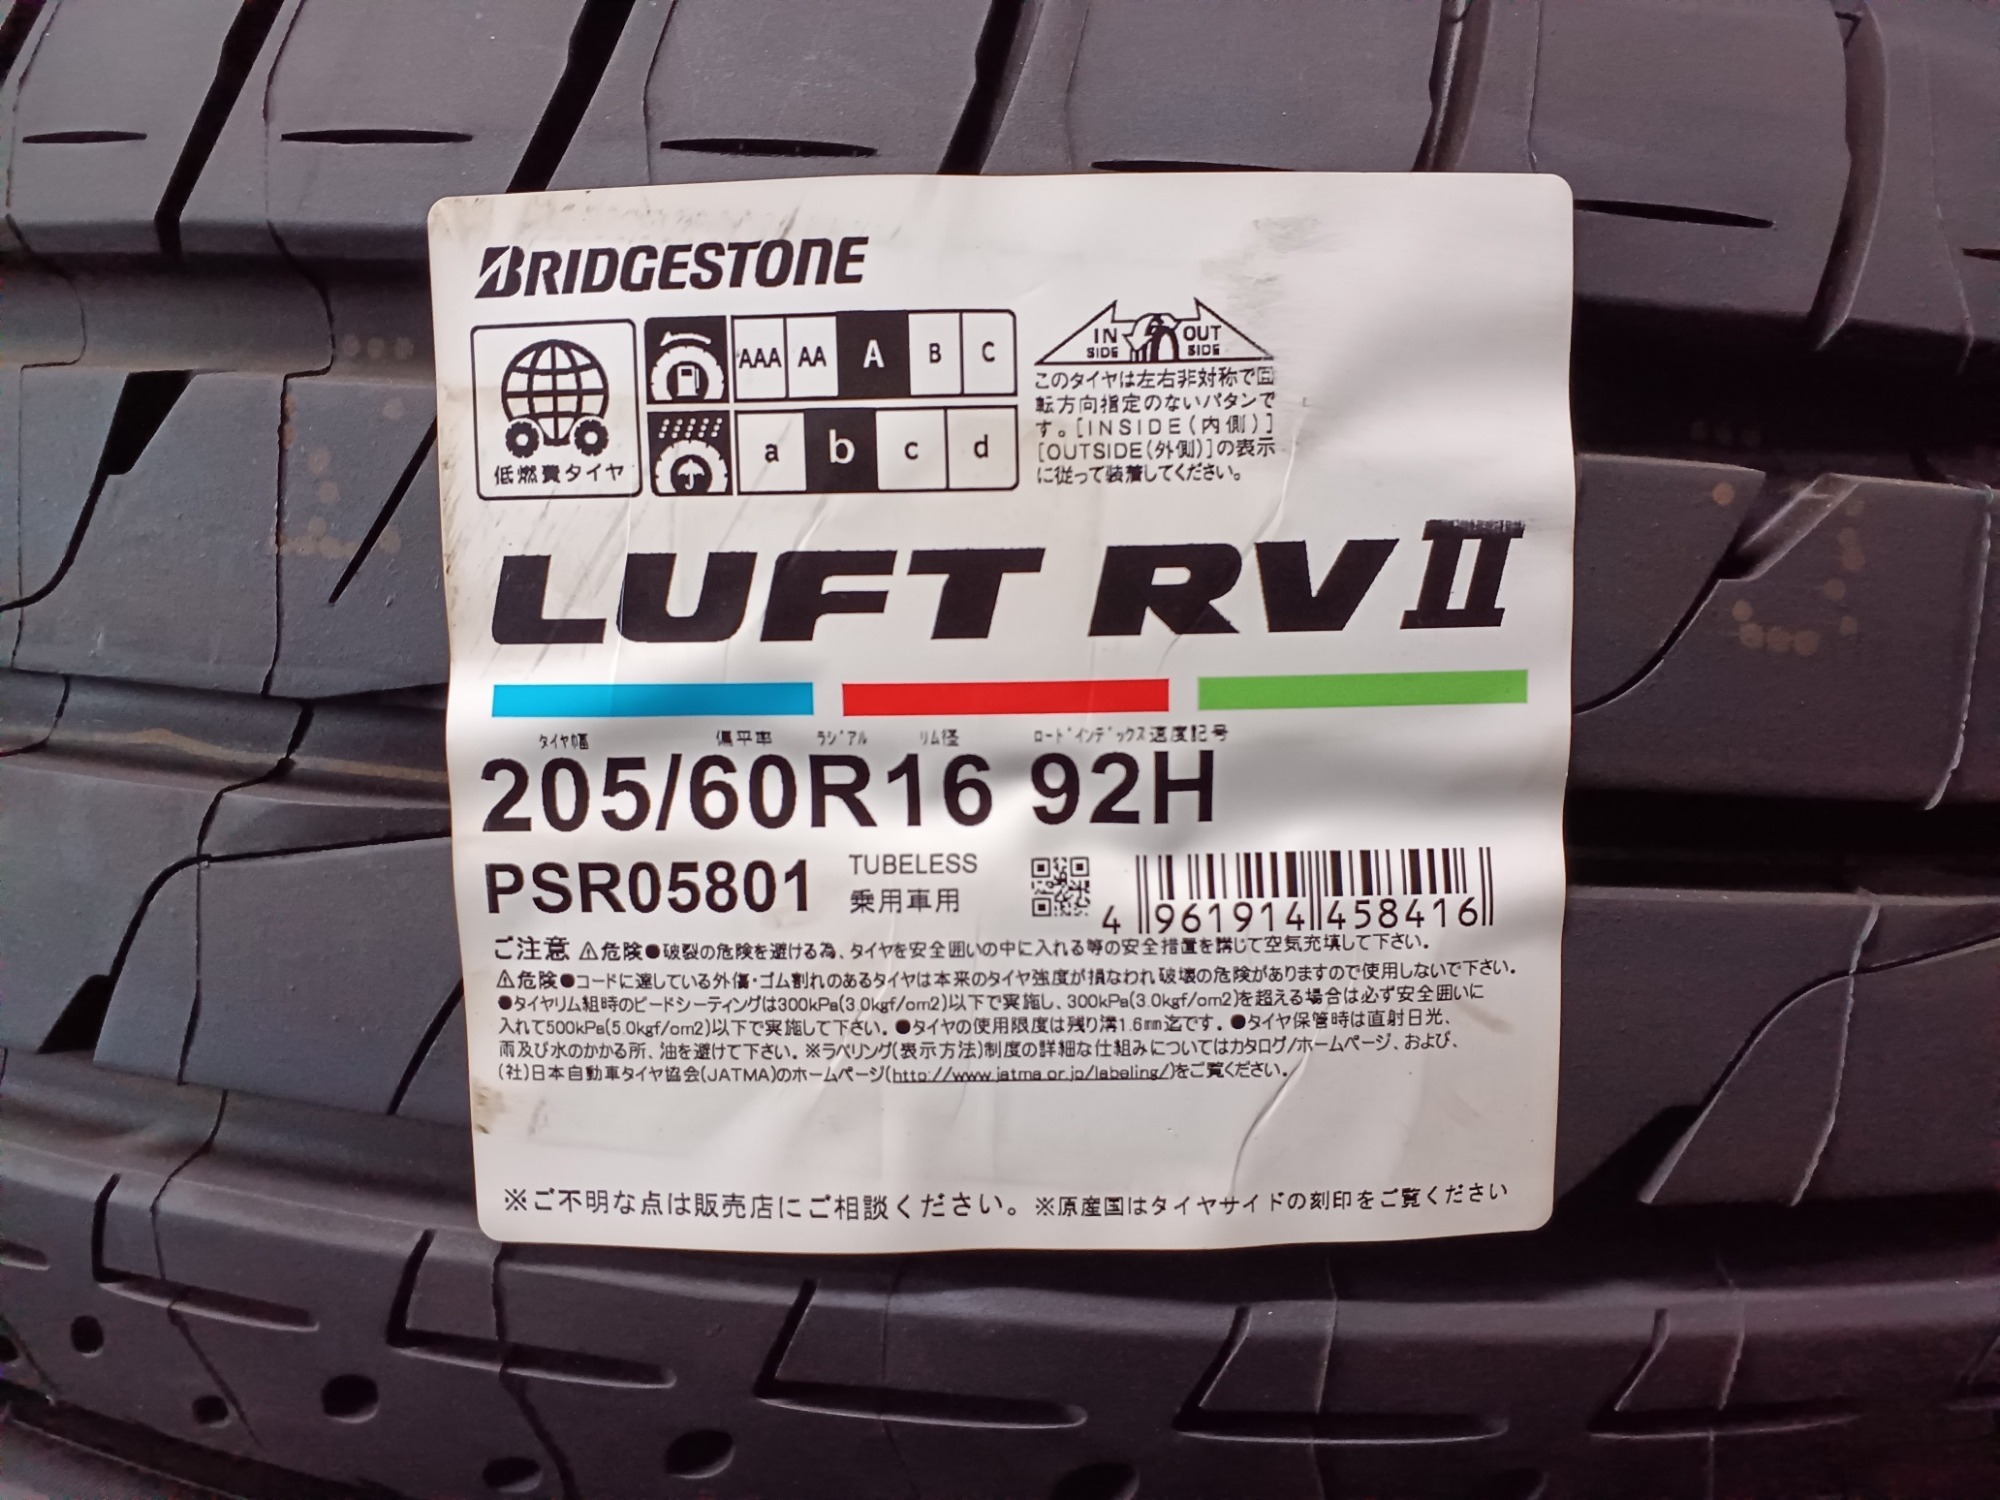 BRIDGESTONE
低燃費タイヤ
AAA AA A B C
a b c d
IN SIDE OUT SIDE
このタイヤは左右非対称で回
転方向指定のないパタンで
す。[INSIDE(内側)]
[OUTSIDE(外側)]の表示
に従って装着してください。
LUFT RVⅡ
タイヤ幅 偏平率 ラジアル リム径 ロードインデックス 速度記号
205/60R16 92H
PSR05801
TUBELESS
乗用車用
4 961914 458416
ご注意 ⚠危険●破裂の危険を避ける為、タイヤを安全囲いの中に入れる等の安全措置を講じて空気充填して下さい。
⚠危険●コードに達している外傷・ゴム割れのあるタイヤは本来のタイヤ強度が損なわれ破壊の危険がありますので使用しないで下さい。
●タイヤリム組時のビードシーティングは300kPa(3.0kgf/cm2)以下で実施し、300kPa(3.0kgf/cm2)を超える場合は必ず安全囲いに
入れて500kPa(5.0kgf/cm2)以下で実施して下さい。●タイヤの使用限度は残り溝1.6mm迄です。●タイヤ保管時は直射日光、
雨及び水のかかる所、油を避けて下さい。※ラベリング(表示方法)制度の詳細な仕組みについてはカタログ/ホームページ、および、
(社)日本自動車タイヤ協会(JATMA)のホームページ(http://www.jatma.or.jp/labeling/)をご覧ください。
※ご不明な点は販売店にご相談ください。※原産国はタイヤサイドの刻印をご覧ください